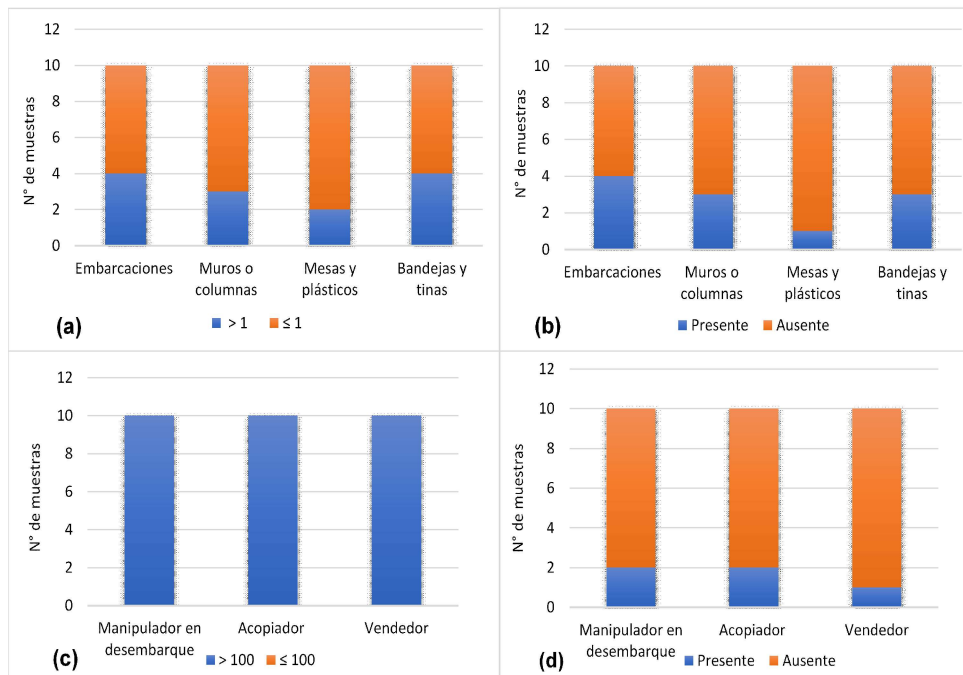 12
10
8
6
4
2
0
N° de muestras
Embarcaciones
Muros o
columnas
Mesas y
plásticos
Bandejas y
tinas
(a)
> 1
≤ 1
12
10
8
6
4
2
0
N° de muestras
Embarcaciones
Muros o
columnas
Mesas y
plásticos
Bandejas y
tinas
(b)
Presente
Ausente
12
10
8
6
4
2
0
N° de muestras
Manipulador en
desembarque
Acopiador
Vendedor
(c)
> 100
≤ 100
12
10
8
6
4
2
0
N° de muestras
Manipulador en
desembarque
Acopiador
Vendedor
(d)
Presente
Ausente